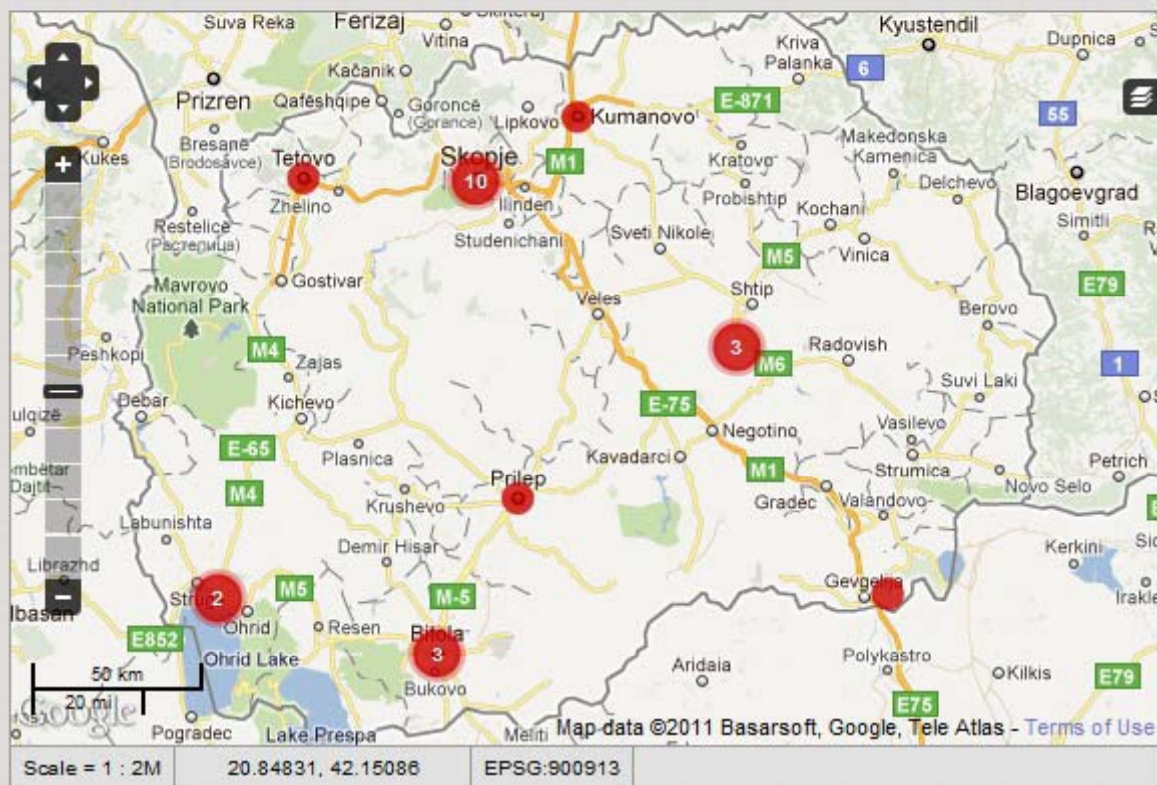 Suva Reka
Ferizaj
Vitina
Kyustendil
Dupnica
Kriva
Palanka
6
Kačanik
Prizren
Qafëshqipe
Goroncë
(Gorance)
Lipkovo
Kumanovo
E-871
55
Makedonska
Kamenica
Kukes
Bresanë
(Brodosavce)
Tetovo
Skopje
M1
Kratovo
10
Zhelino
Ilinden
Probishtip
Delchevo
Blagoevgrad
Restelicë
(Рестелица)
Studenichani
Sveti Nikole
Kochani
Simitli
Vinica
M5
Gostivar
Mavrovo
National Park
Veles
Shtip
E79
Berovo
Peshkopi
M4
3
M6
Radovish
Zajas
1
Suvi Laki
Debar
Kichevo
E-75
Vasilevo
E-65
Negotino
Plasnica
Kavadarci
M1
Strumica
Petrich
M4
Prilep
Krushevo
Gradec
Valandovo
Novo Selo
Labunishta
Demir Hisar
Kerkini
Librazhd
M5
M-5
Gevgelija
2
Ohrid
Resen
Bitola
E852
3
Ohrid Lake
Bukovo
Aridaia
Polykastro
Kilkis
E79
50 km
20 mi
E75
Google
Pogradec
Lake Prespa
Meliti
Map data ©2011 Basarsoft, Google, Tele Atlas - Terms of Use
Scale = 1 : 2M
20.84831, 42.15086
EPSG:900913